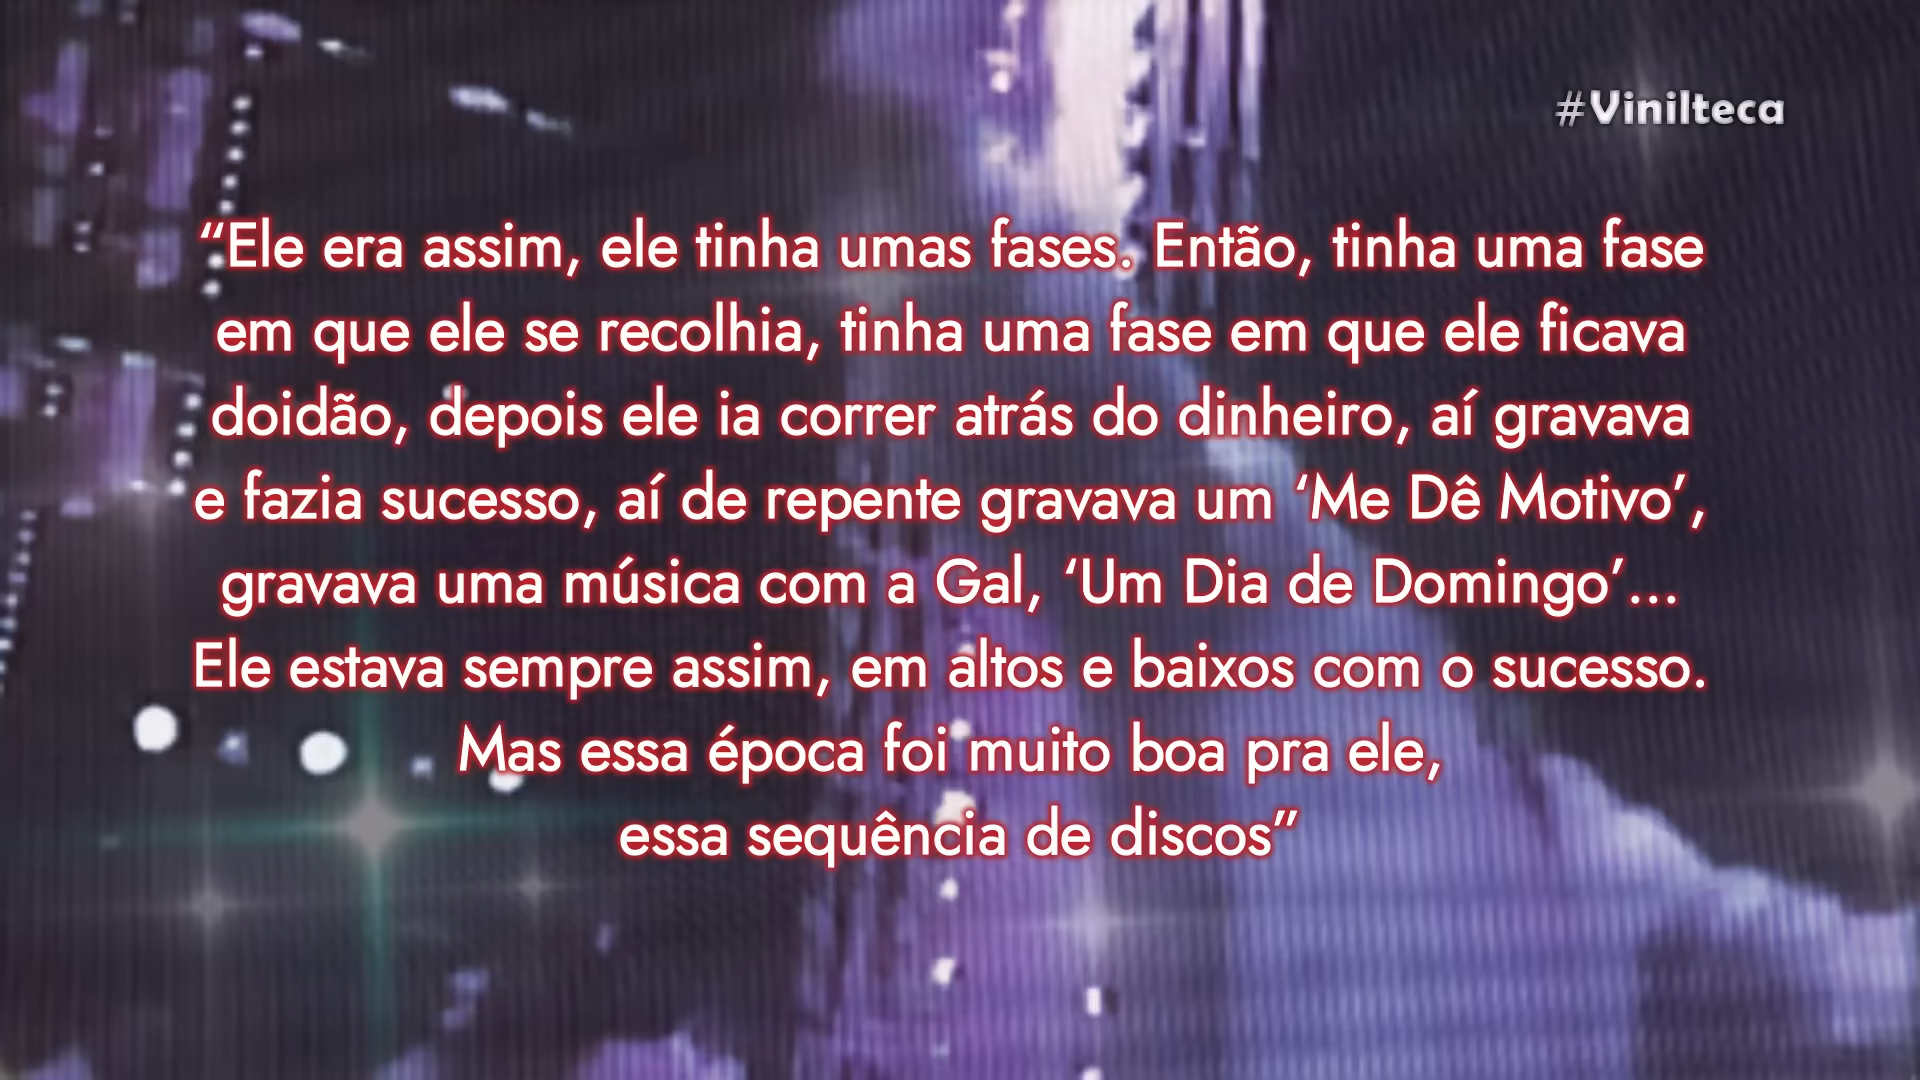 #Vinilteca
“Ele era assim, ele tinha umas fases. Então, tinha uma fase
em que ele se recolhia, tinha uma fase em que ele ficava
doidão, depois ele ia correr atrás do dinheiro, aí gravava
e fazia sucesso, aí de repente gravava um ‘Me Dê Motivo’,
gravava uma música com a Gal, ‘Um Dia de Domingo’...
Ele estava sempre assim, em altos e baixos com o sucesso.
Mas essa época foi muito boa pra ele,
essa sequência de discos”